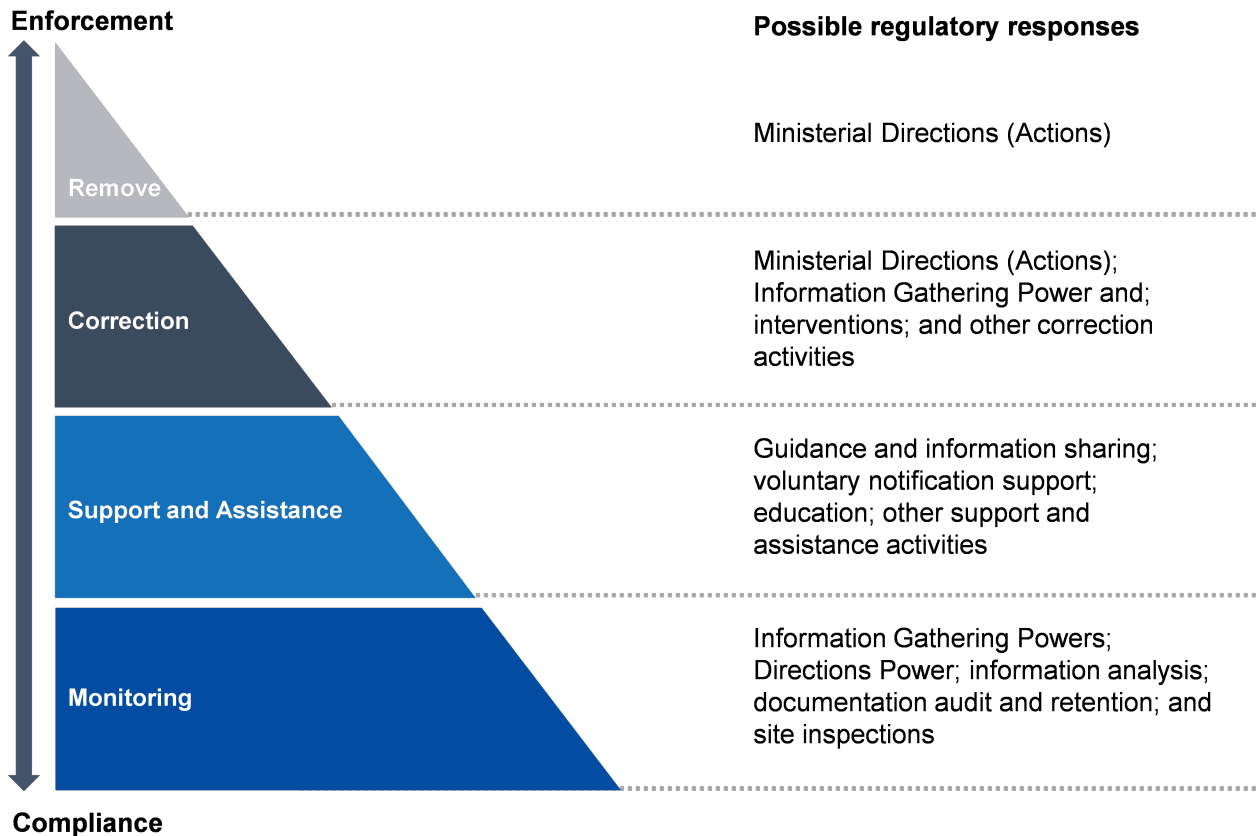 Enforcement
Possible regulatory responses
Remove
Ministerial Directions (Actions)
Correction
Ministerial Directions (Actions);
Information Gathering Power and;
interventions; and other correction
activities
Support and Assistance
Guidance and information sharing;
voluntary notification support;
education; other support and
assistance activities
Monitoring
Information Gathering Powers;
Directions Power; information analysis;
documentation audit and retention; and
site inspections
Compliance